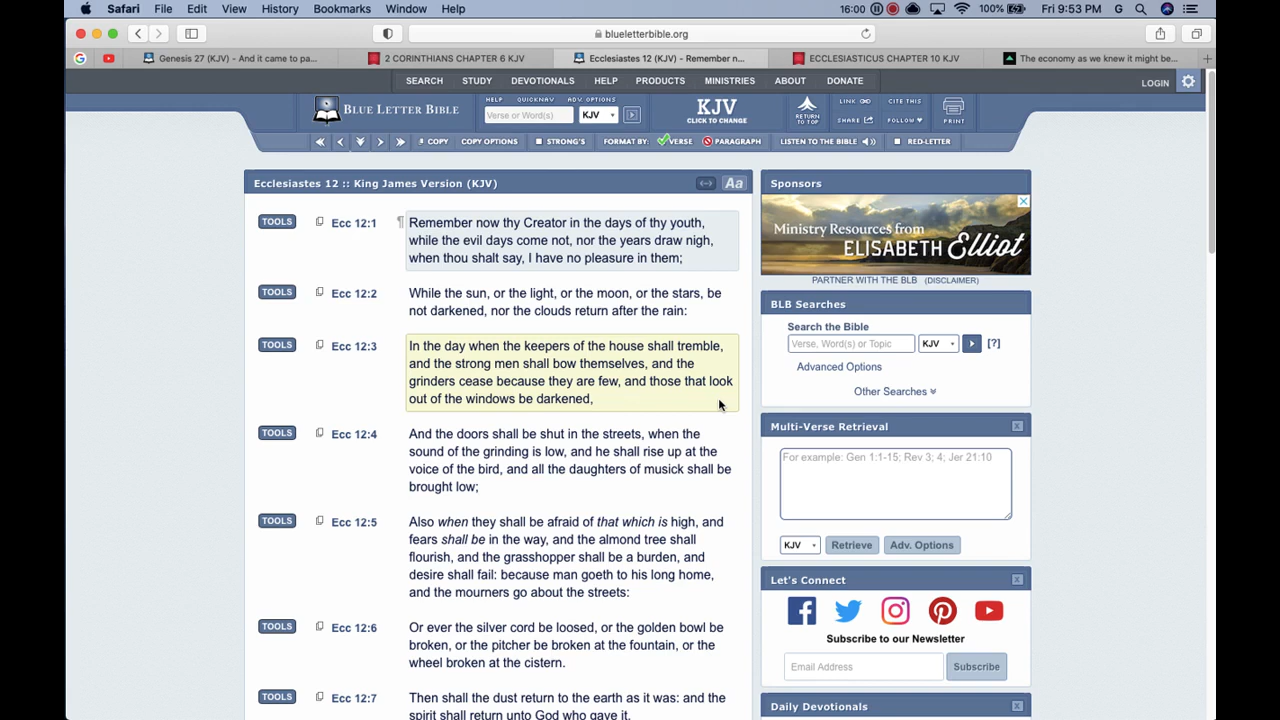 Safari File Edit View History Bookmarks Window Help 16:00 100% Fri 9:53 PM G
blueletterbible.org
Genesis 27 (KJV) - And it came to pa... 2 CORINTHIANS CHAPTER 6 KJV Ecclesiastes 12 (KJV) - Remember n... ECCLESIASTICUS CHAPTER 10 KJV The economy as we knew it might be...
SEARCH STUDY DEVOTIONALS HELP PRODUCTS MINISTRIES ABOUT DONATE LOGIN
HELP QUICKNAV ADV. OPTIONS
BLUE LETTER BIBLE Verse or Word(s) KJV
KJV
CLICK TO CHANGE
RETURN TO TOP
LINK CITE THIS
SHARE FOLLOW PRINT
COPY COPY OPTIONS STRONG'S FORMAT BY: VERSE PARAGRAPH LISTEN TO THE BIBLE RED-LETTER
Ecclesiastes 12 :: King James Version (KJV) Aa
TOOLS Ecc 12:1 ¶ Remember now thy Creator in the days of thy youth,
while the evil days come not, nor the years draw nigh,
when thou shalt say, I have no pleasure in them;
TOOLS Ecc 12:2 While the sun, or the light, or the moon, or the stars, be
not darkened, nor the clouds return after the rain:
TOOLS Ecc 12:3 In the day when the keepers of the house shall tremble,
and the strong men shall bow themselves, and the
grinders cease because they are few, and those that look
out of the windows be darkened,
TOOLS Ecc 12:4 And the doors shall be shut in the streets, when the
sound of the grinding is low, and he shall rise up at the
voice of the bird, and all the daughters of musick shall be
brought low;
TOOLS Ecc 12:5 Also when they shall be afraid of that which is high, and
fears shall be in the way, and the almond tree shall
flourish, and the grasshopper shall be a burden, and
desire shall fail: because man goeth to his long home,
and the mourners go about the streets:
TOOLS Ecc 12:6 Or ever the silver cord be loosed, or the golden bowl be
broken, or the pitcher be broken at the fountain, or the
wheel broken at the cistern.
TOOLS Ecc 12:7 Then shall the dust return to the earth as it was: and the
spirit shall return unto God who gave it.
Sponsors
Ministry Resources from
ELISABETH Elliot
PARTNER WITH THE BLB (DISCLAIMER)
BLB Searches
Search the Bible
Verse, Word(s) or Topic KJV [?]
Advanced Options
Other Searches
Multi-Verse Retrieval
For example: Gen 1:1-15; Rev 3; 4; Jer 21:10
KJV Retrieve Adv. Options
Let's Connect
Subscribe to our Newsletter
Email Address Subscribe
Daily Devotionals